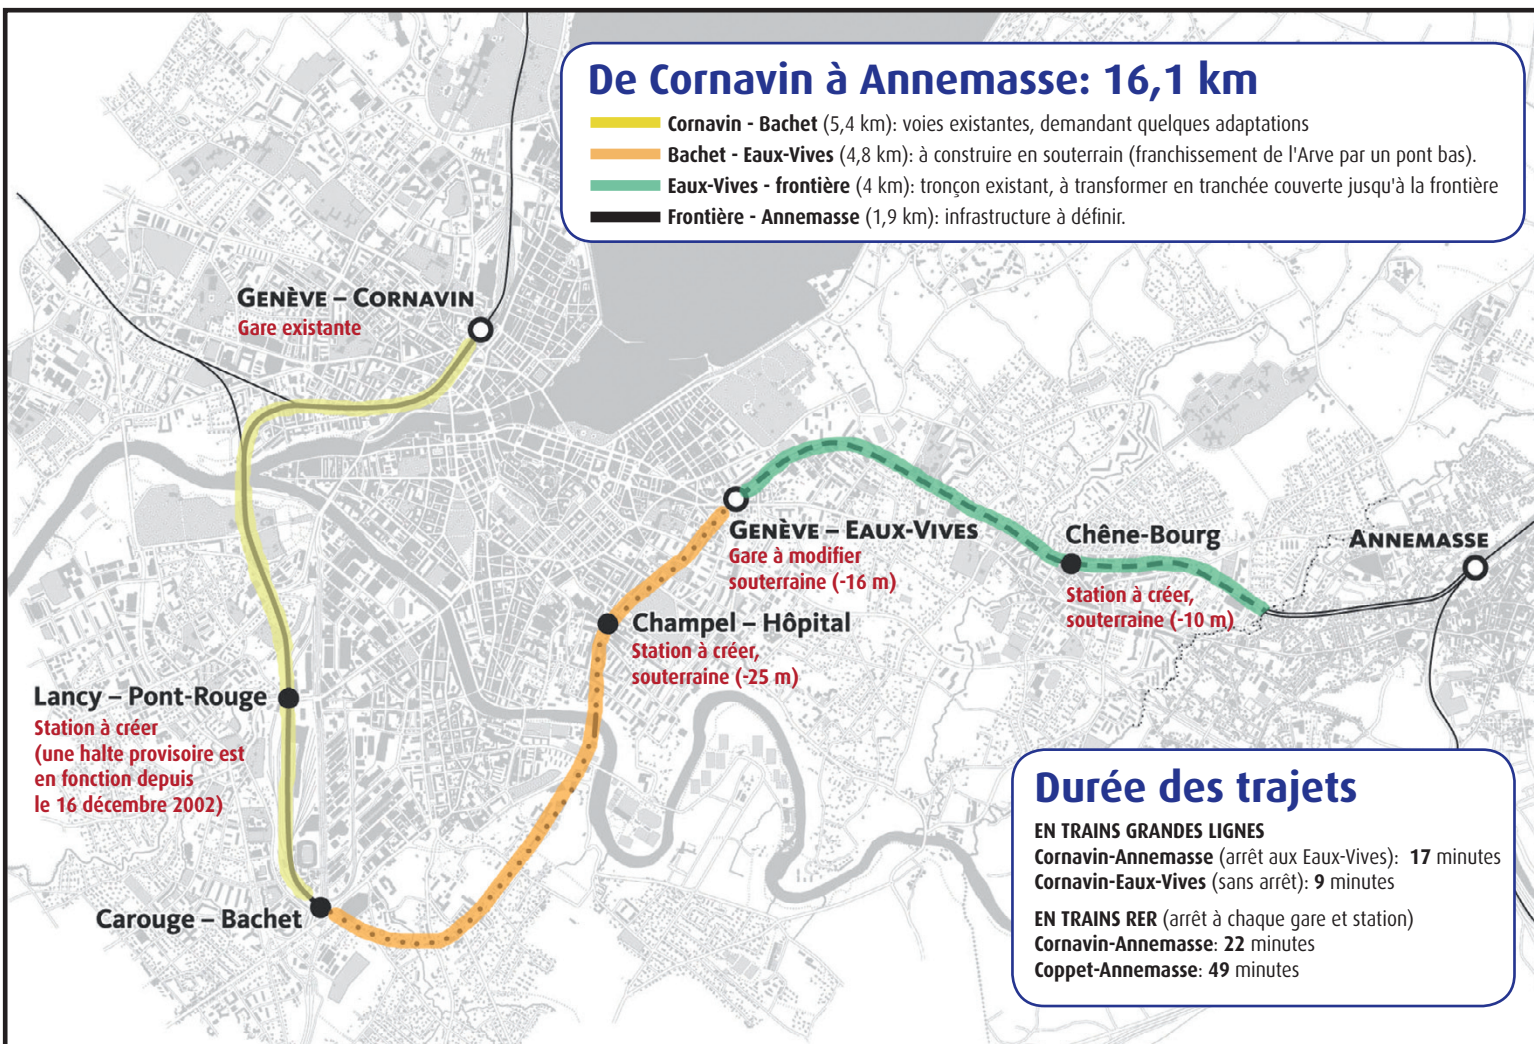 De Cornavin à Annemasse: 16,1 km
Cornavin - Bachet (5,4 km): voies existantes, demandant quelques adaptations
Bachet - Eaux-Vives (4,8 km): à construire en souterrain (franchissement de l'Arve par un pont bas).
Eaux-Vives - frontière (4 km): tronçon existant, à transformer en tranchée couverte jusqu'à la frontière
Frontière - Annemasse (1,9 km): infrastructure à définir.
GENÈVE – CORNAVIN
Gare existante
GENÈVE – EAUX-VIVES
Gare à modifier
souterraine (-16 m)
Chêne-Bourg
Station à créer,
souterraine (-10 m)
ANNEMASSE
Champel – Hôpital
Station à créer,
souterraine (-25 m)
Lancy – Pont-Rouge
Station à créer
(une halte provisoire est
en fonction depuis
le 16 décembre 2002)
Carouge – Bachet
Durée des trajets
EN TRAINS GRANDES LIGNES
Cornavin-Annemasse (arrêt aux Eaux-Vives): 17 minutes
Cornavin-Eaux-Vives (sans arrêt): 9 minutes
EN TRAINS RER (arrêt à chaque gare et station)
Cornavin-Annemasse: 22 minutes
Coppet-Annemasse: 49 minutes